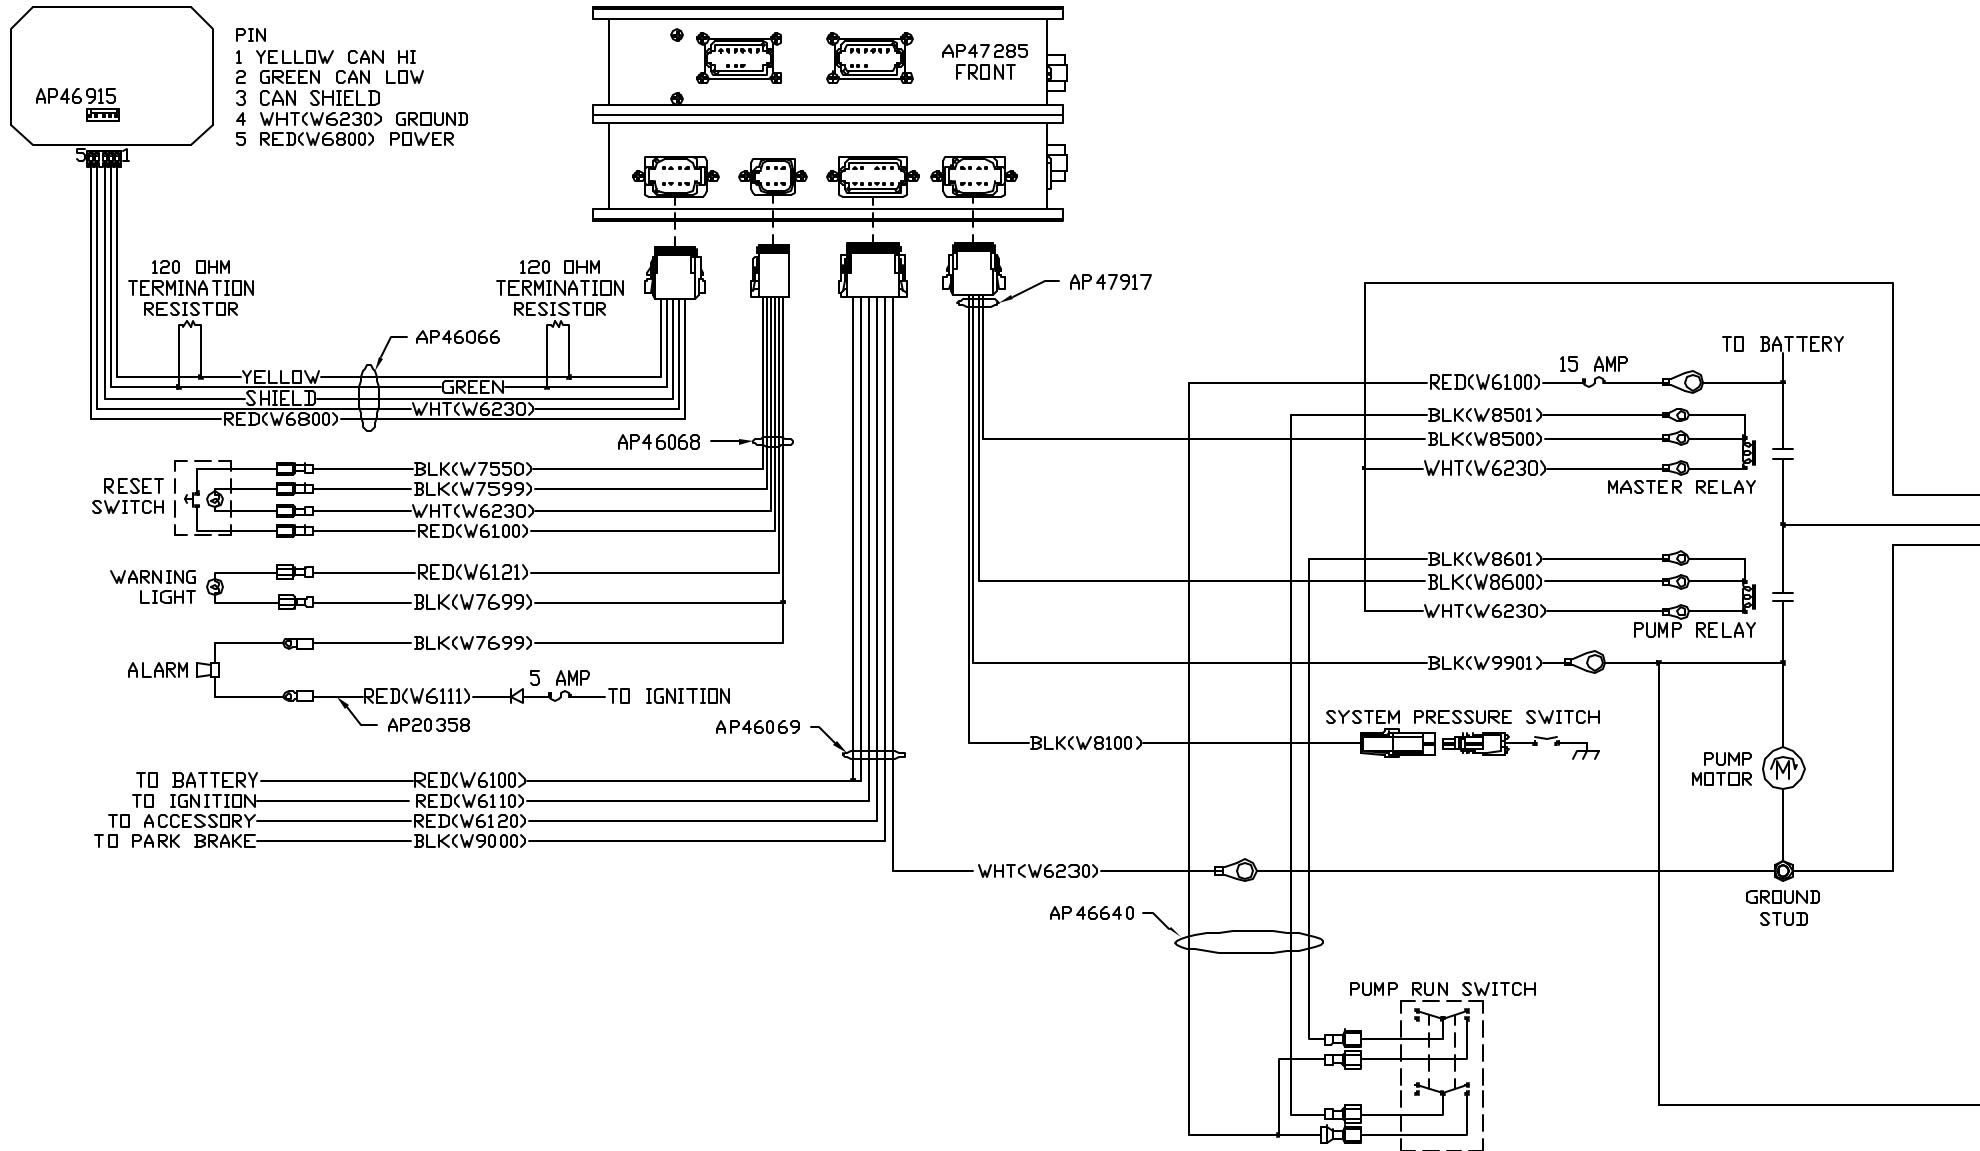 AP46915
5
1
PIN
1 YELLOW CAN HI
2 GREEN CAN LOW
3 CAN SHIELD
4 WHT(W6230) GROUND
5 RED(W6800) POWER
AP47285
FRONT
120 OHM
TERMINATION
RESISTOR
120 OHM
TERMINATION
RESISTOR
AP46066
YELLOW
GREEN
SHIELD
WHT(W6230)
RED(W6800)
AP46068
RESET
SWITCH
BLK(W7550)
BLK(W7599)
WHT(W6230)
RED(W6100)
WARNING
LIGHT
RED(W6121)
BLK(W7699)
ALARM
BLK(W7699)
RED(W6111)
5 AMP
TO IGNITION
AP20358
AP46069
TO BATTERY
RED(W6100)
TO IGNITION
RED(W6110)
TO ACCESSORY
RED(W6120)
TO PARK BRAKE
BLK(W9000)
AP47917
TO BATTERY
15 AMP
RED(W6100)
BLK(W8501)
BLK(W8500)
WHT(W6230)
MASTER RELAY
BLK(W8601)
BLK(W8600)
WHT(W6230)
PUMP RELAY
BLK(W9901)
SYSTEM PRESSURE SWITCH
BLK(W8100)
PUMP
MOTOR
M
WHT(W6230)
GROUND
STUD
AP46640
PUMP RUN SWITCH